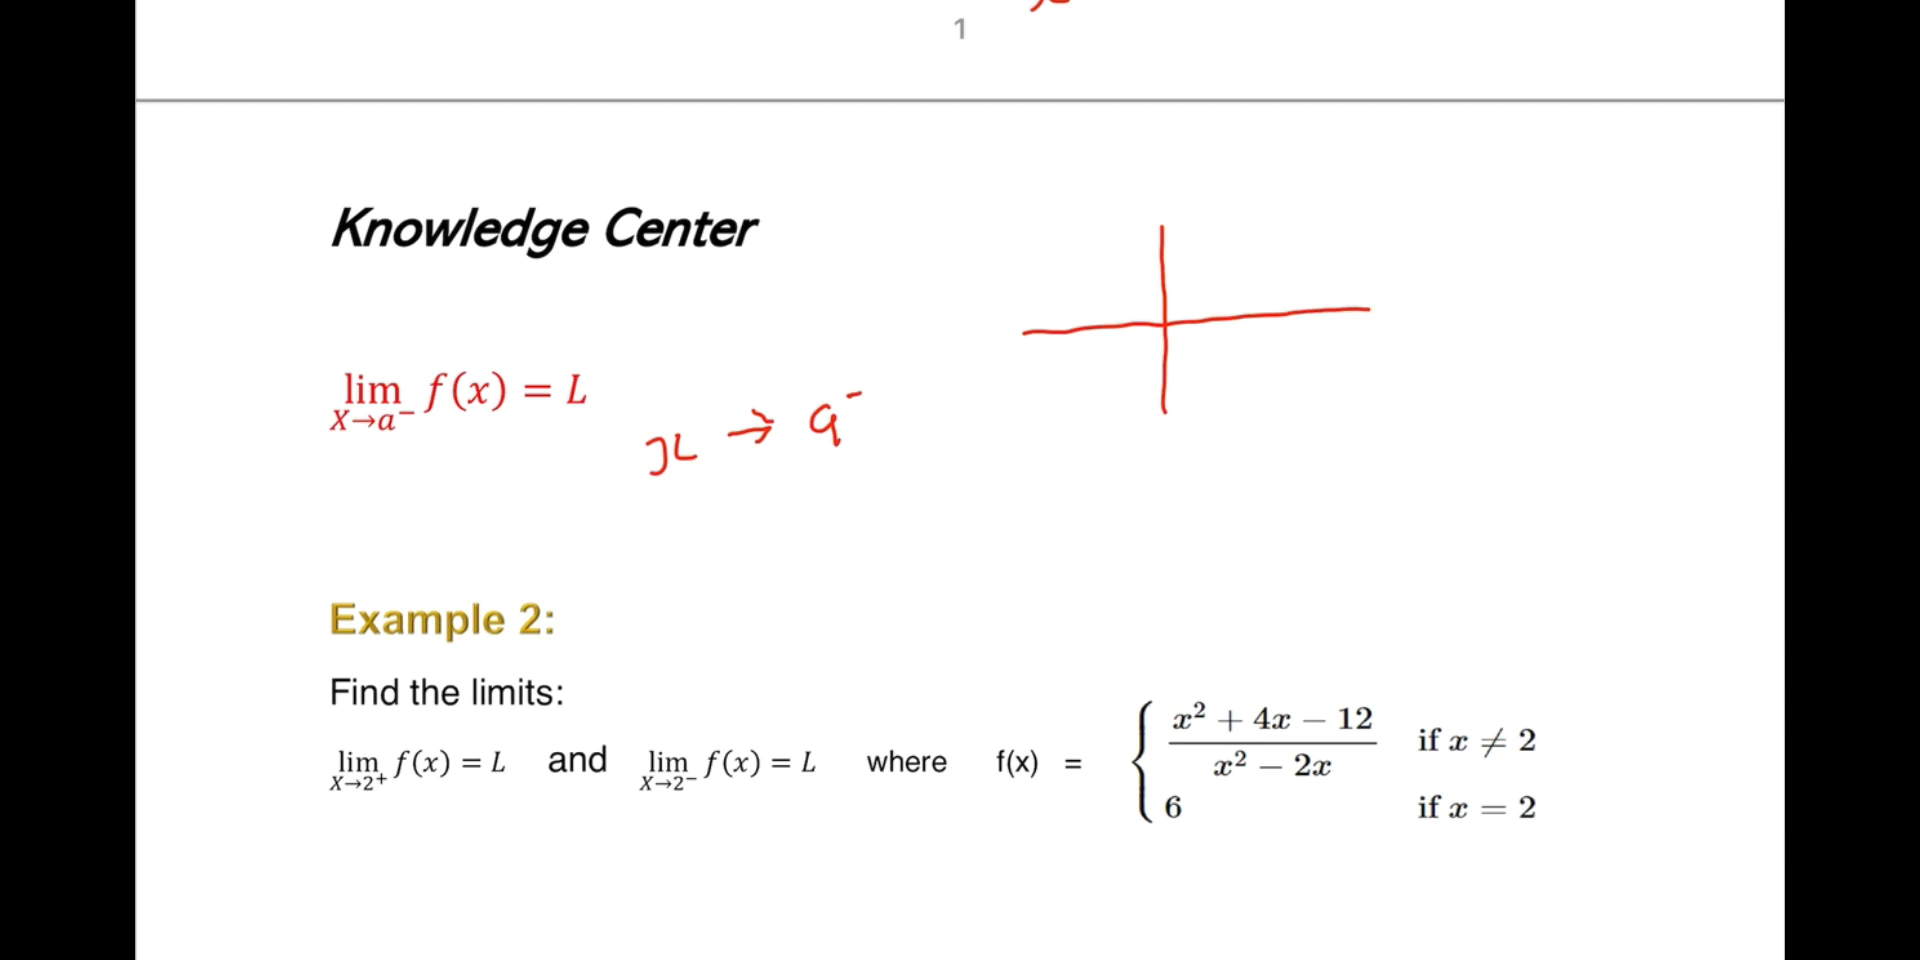 1
Knowledge Center
lim f(x) = L
X→a⁻
x → a⁻
Example 2:
Find the limits:
lim f(x) = L and lim f(x) = L where f(x) = { x² + 4x − 12 / x² − 2x if x ≠ 2
X→2⁺ X→2⁻
6 if x = 2